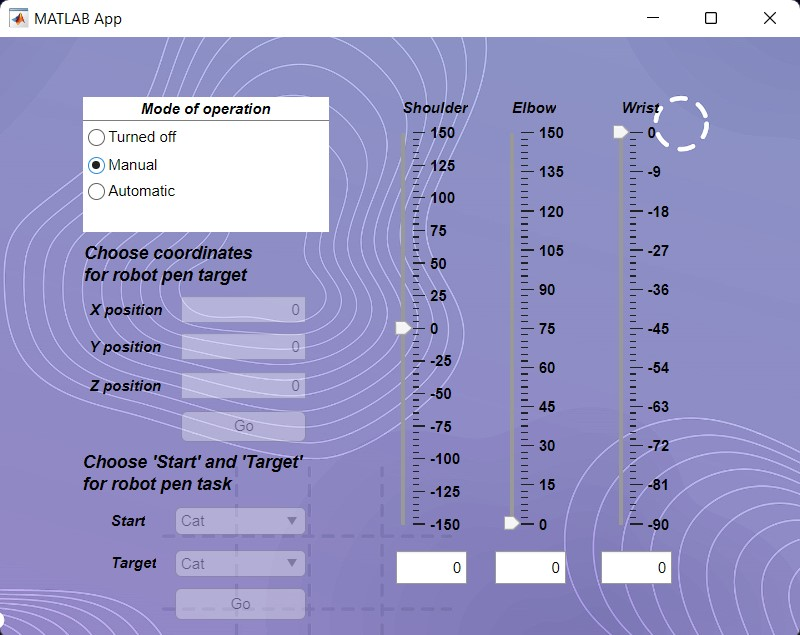 MATLAB App
Mode of operation
Turned off
Manual
Automatic
Choose coordinates
for robot pen target
X position 0
Y position 0
Z position 0
Go
Choose 'Start' and 'Target'
for robot pen task
Start Cat
Target Cat
Go
Shoulder
150
125
100
75
50
25
0
-25
-50
-75
-100
-125
-150
0
Elbow
150
135
120
105
90
75
60
45
30
15
0
0
Wrist
0
-9
-18
-27
-36
-45
-54
-63
-72
-81
-90
0